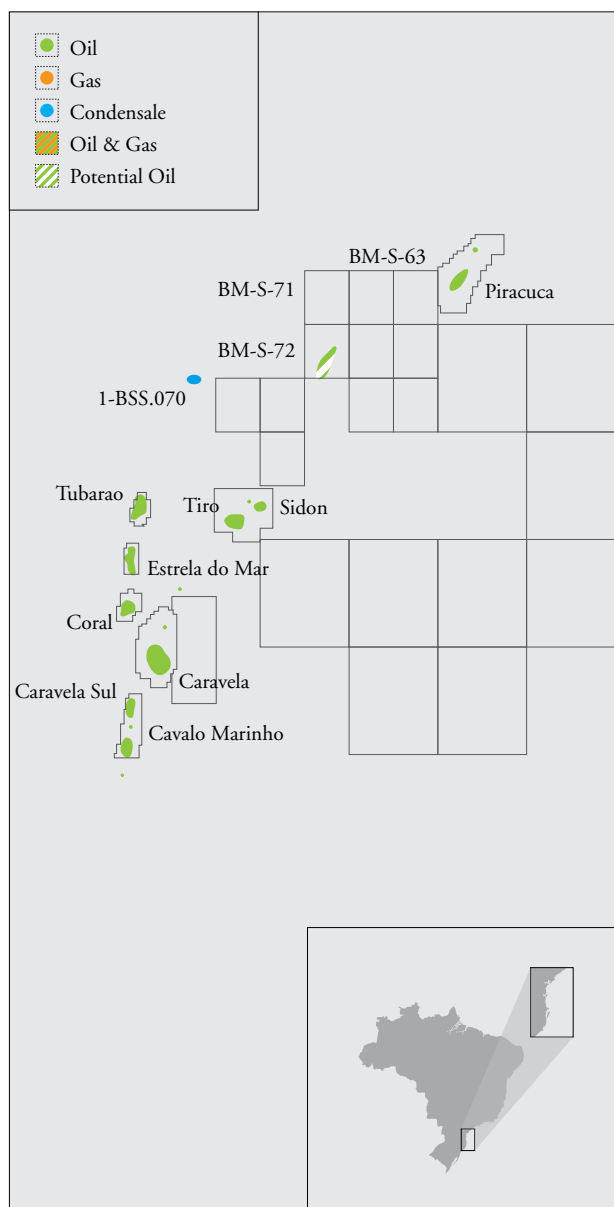 Oil
Gas
Condensale
Oil & Gas
Potential Oil
BM-S-63
BM-S-71
Piracuca
BM-S-72
1-BSS.070
Tubarao
Tiro
Sidon
Estrela do Mar
Coral
Caravela
Caravela Sul
Cavalo Marinho